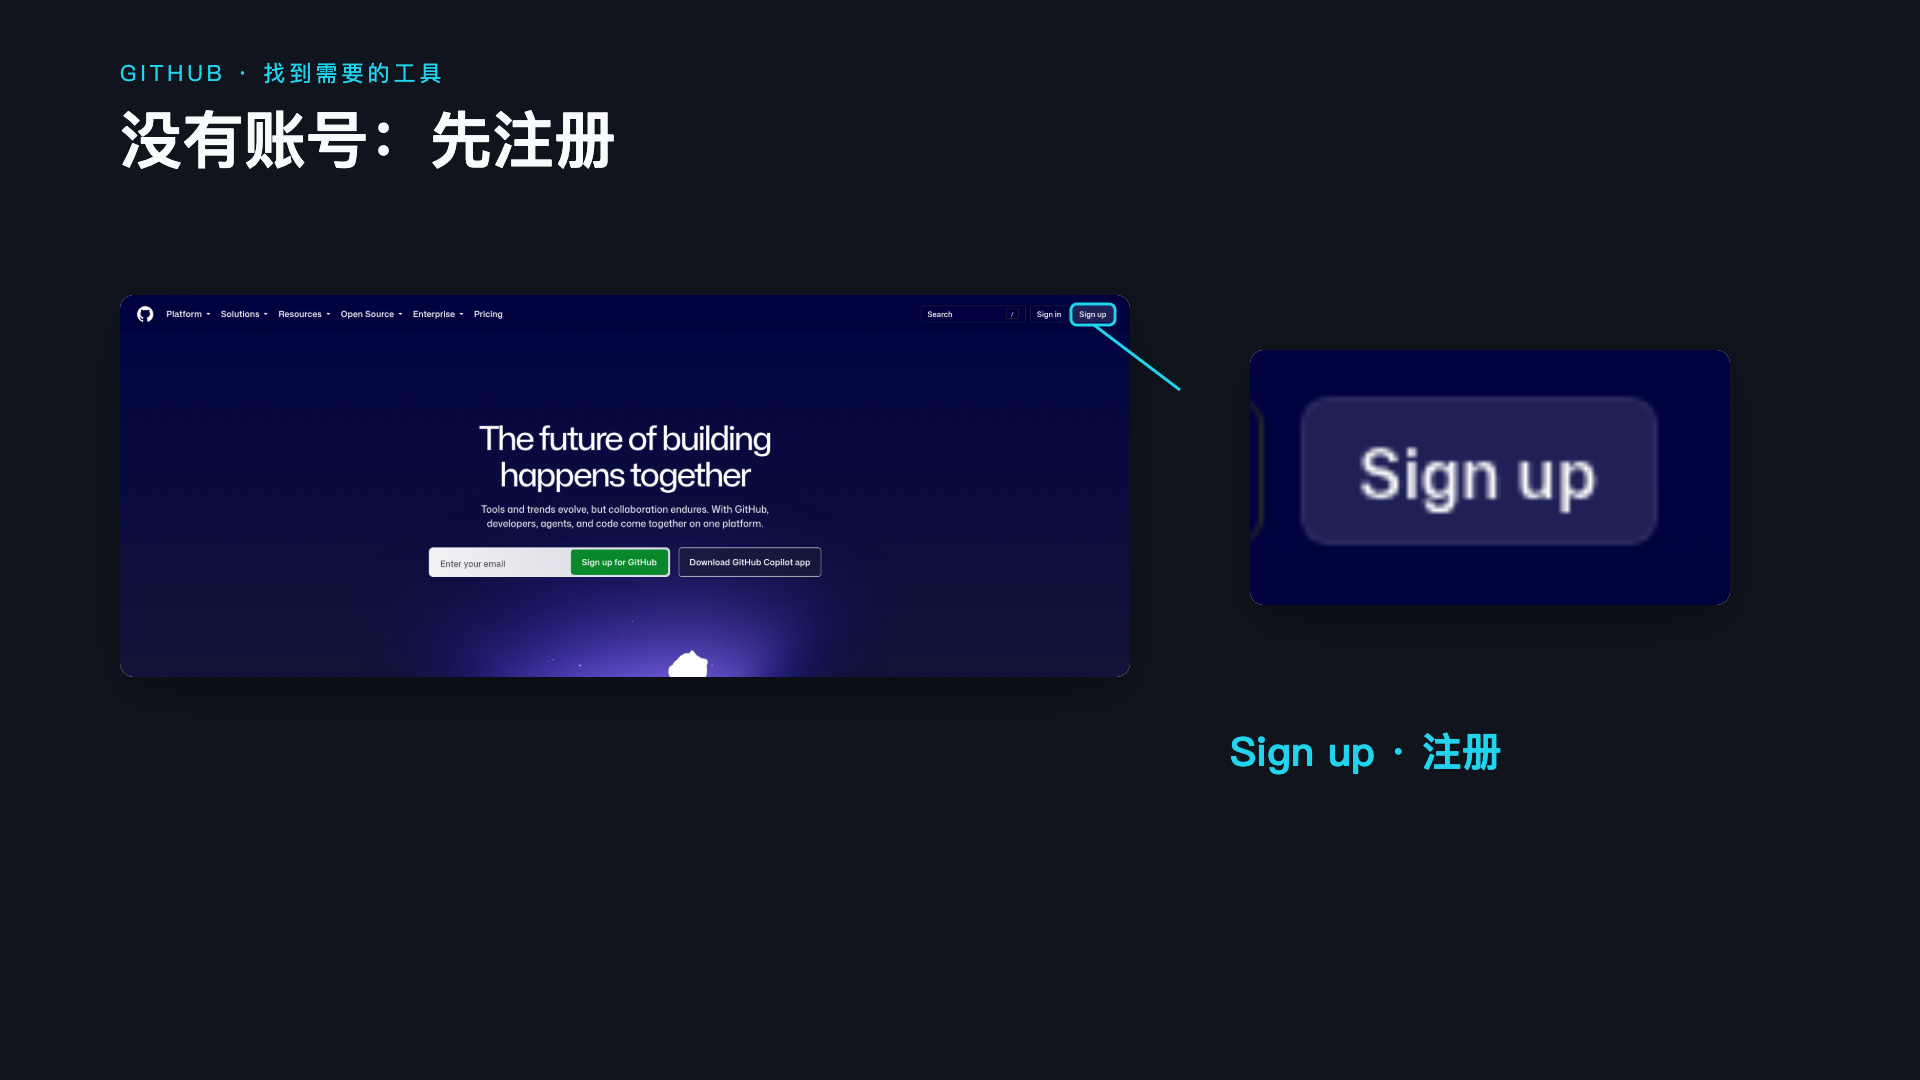 GITHUB · 找到需要的工具
没有账号：先注册
Platform Solutions Resources Open Source Enterprise Pricing Search / Sign in Sign up
The future of building
happens together
Tools and trends evolve, but collaboration endures. With GitHub,
developers, agents, and code come together on one platform.
Enter your email Sign up for GitHub Download GitHub Copilot app
Sign up
Sign up · 注册